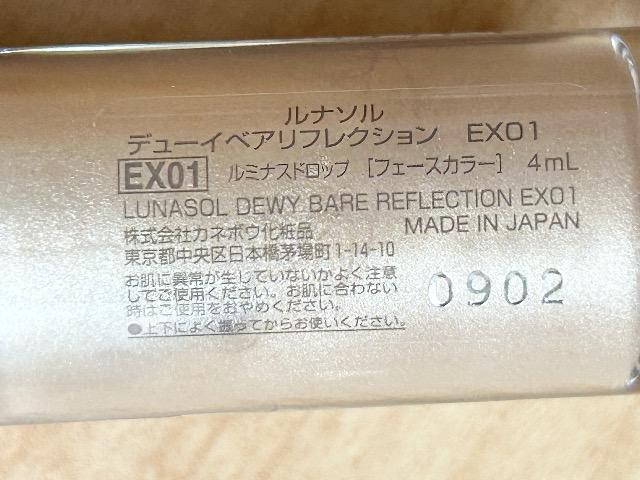 ルナソル
デューイベアリフレクション EX01
EX01 ルミナスドロップ [フェースカラー] 4mL
LUNASOL DEWY BARE REFLECTION EX01
株式会社カネボウ化粧品 MADE IN JAPAN
東京都中央区日本橋茅場町1-14-10
お肌に異常が生じていないかよく注意
してご使用ください。お肌に合わない
時はご使用をおやめください。
0902
●上下によく振ってからお使いください。